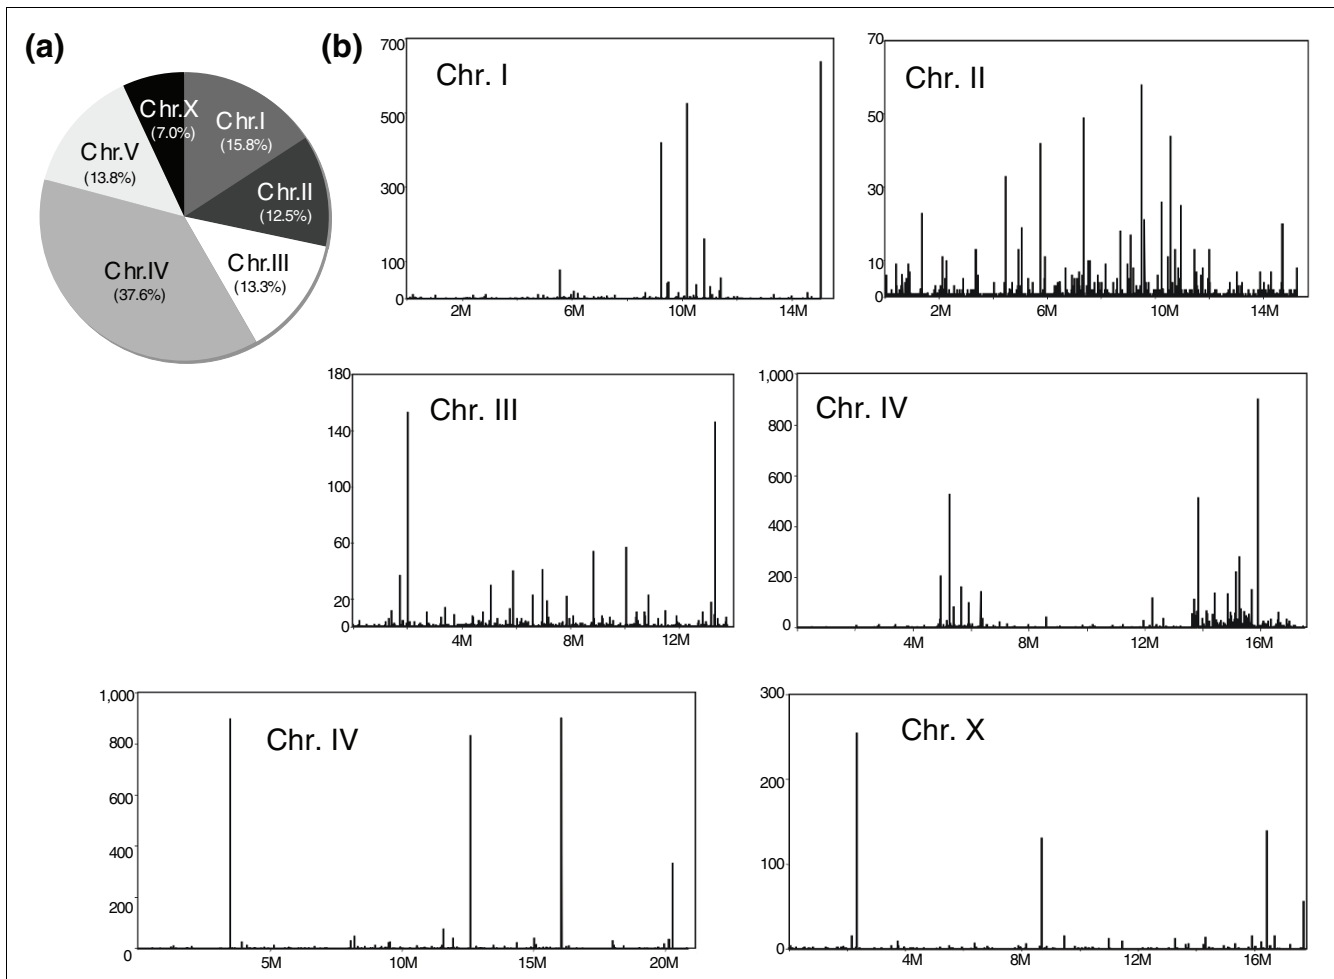 (a)
Chr.X
(7.0%)
Chr.I
(15.8%)
Chr.V
(13.8%)
Chr.II
(12.5%)
Chr.IV
(37.6%)
Chr.III
(13.3%)
(b)
Chr. I
700
500
300
100
0
2M 6M 10M 14M
Chr. II
70
50
30
10
0
2M 6M 10M 14M
Chr. III
180
140
100
60
20
0
4M 8M 12M
Chr. IV
1,000
800
600
400
200
0
4M 8M 12M 16M
Chr. IV
1,000
800
600
400
200
0
5M 10M 15M 20M
Chr. X
300
200
100
0
4M 8M 12M 16M